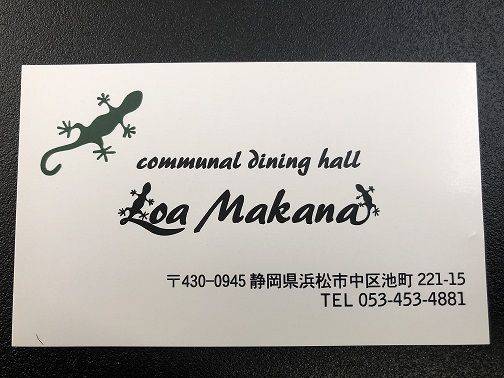 communal dining hall
Loa Makana
〒430-0945 静岡県浜松市中区池町 221-15
TEL 053-453-4881